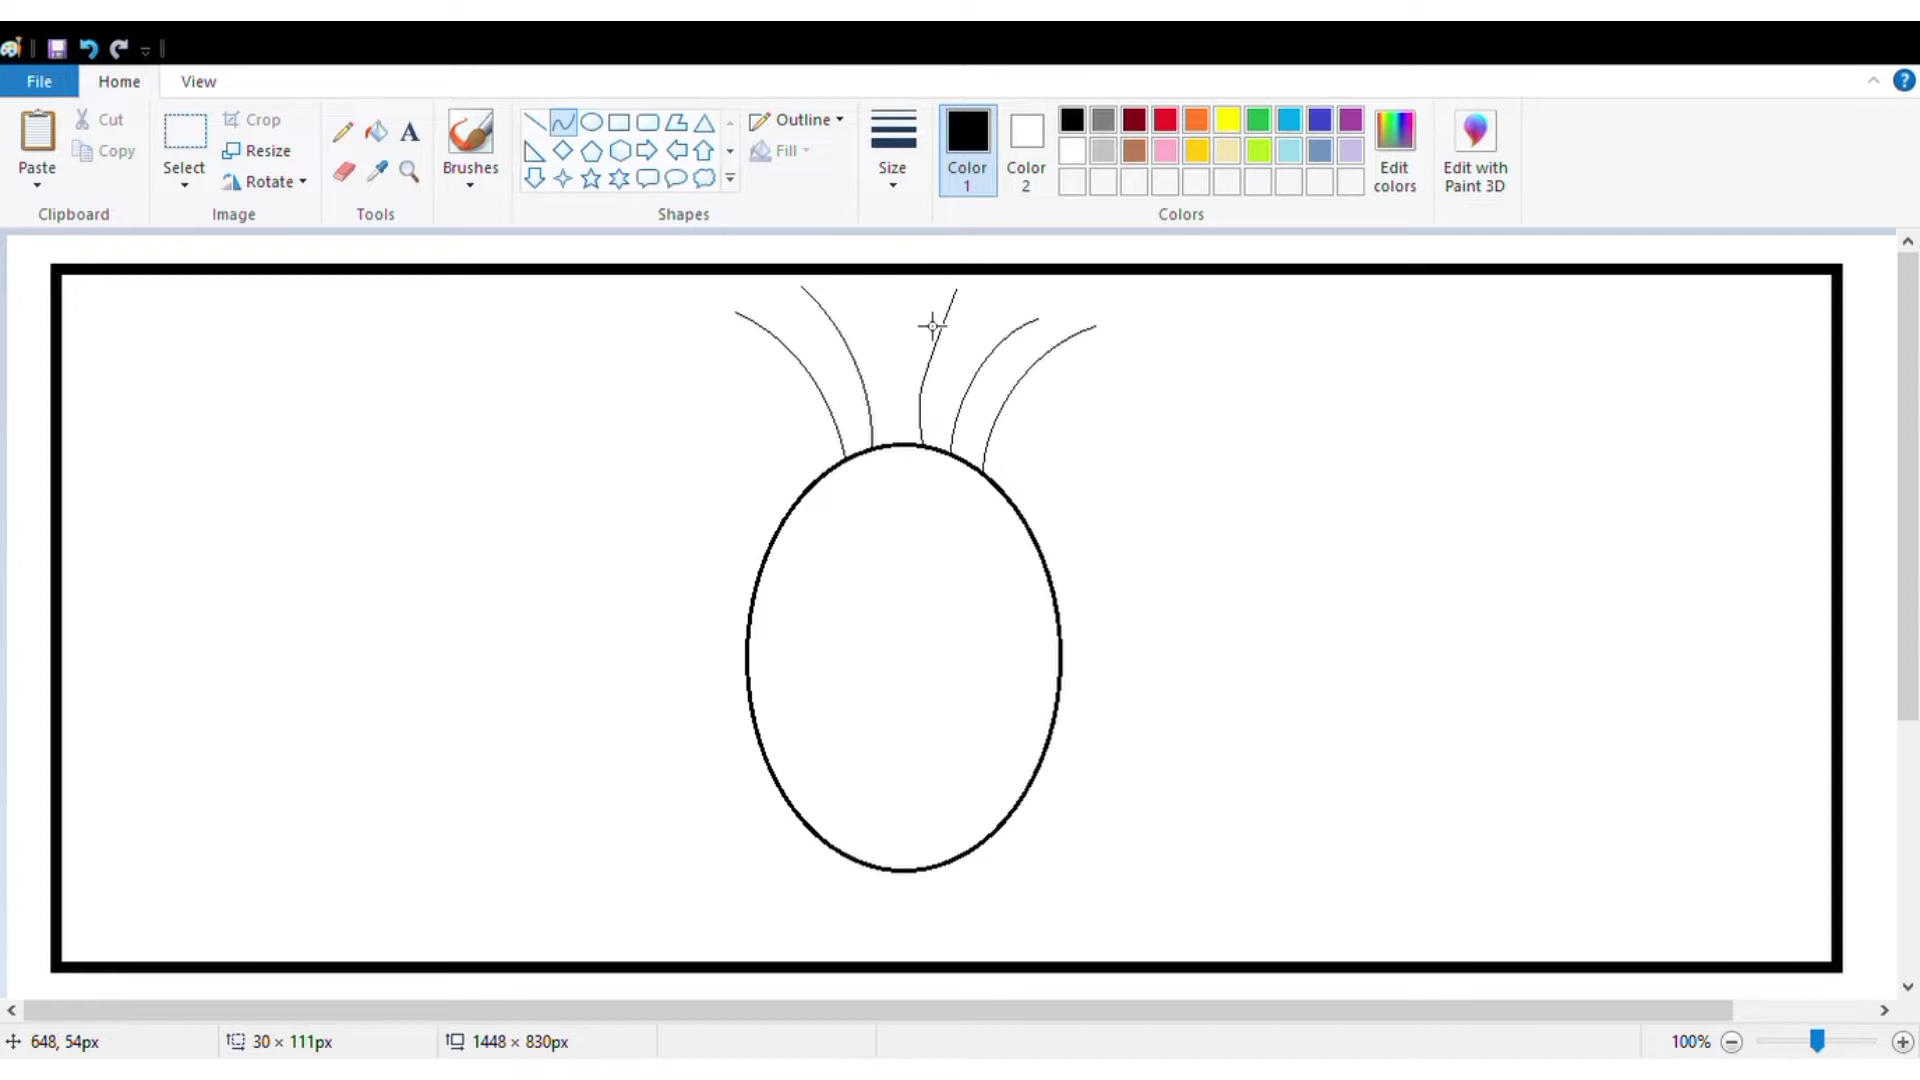 File Home View ?
Cut Crop Outline
Copy Resize A Fill
Paste Select Rotate Brushes Size Color 1 Color 2 Edit colors Edit with Paint 3D
Clipboard Image Tools Shapes Colors
648, 54px 30 × 111px 1448 × 830px 100%